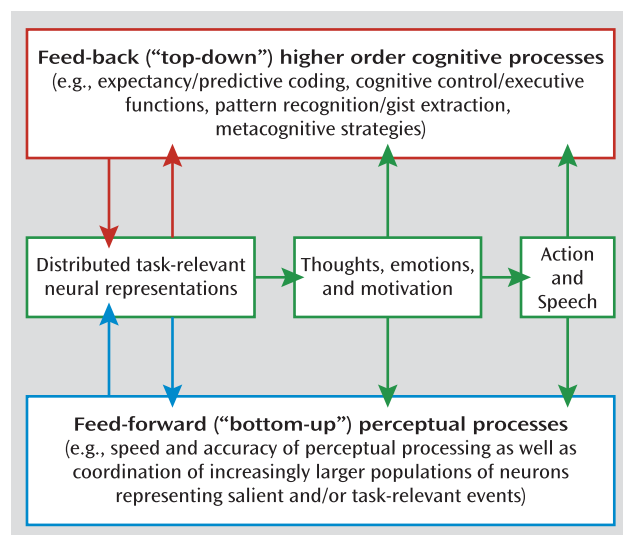 Feed-back (“top-down”) higher order cognitive processes
(e.g., expectancy/predictive coding, cognitive control/executive
functions, pattern recognition/gist extraction,
metacognitive strategies)
Distributed task-relevant
neural representations
Thoughts, emotions,
and motivation
Action
and
Speech
Feed-forward (“bottom-up”) perceptual processes
(e.g., speed and accuracy of perceptual processing as well as
coordination of increasingly larger populations of neurons
representing salient and/or task-relevant events)